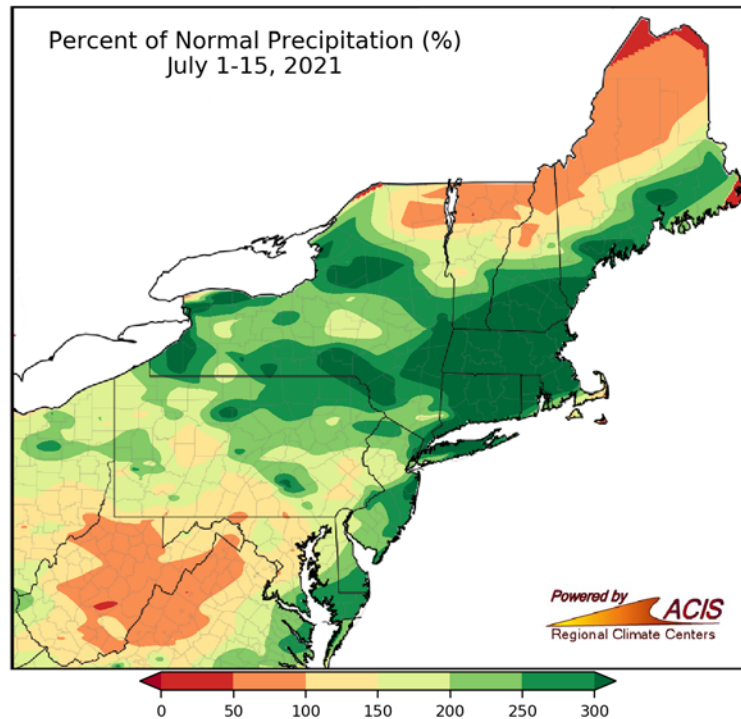 Percent of Normal Precipitation (%)
July 1-15, 2021
Powered by
ACIS
Regional Climate Centers
0 50 100 150 200 250 300